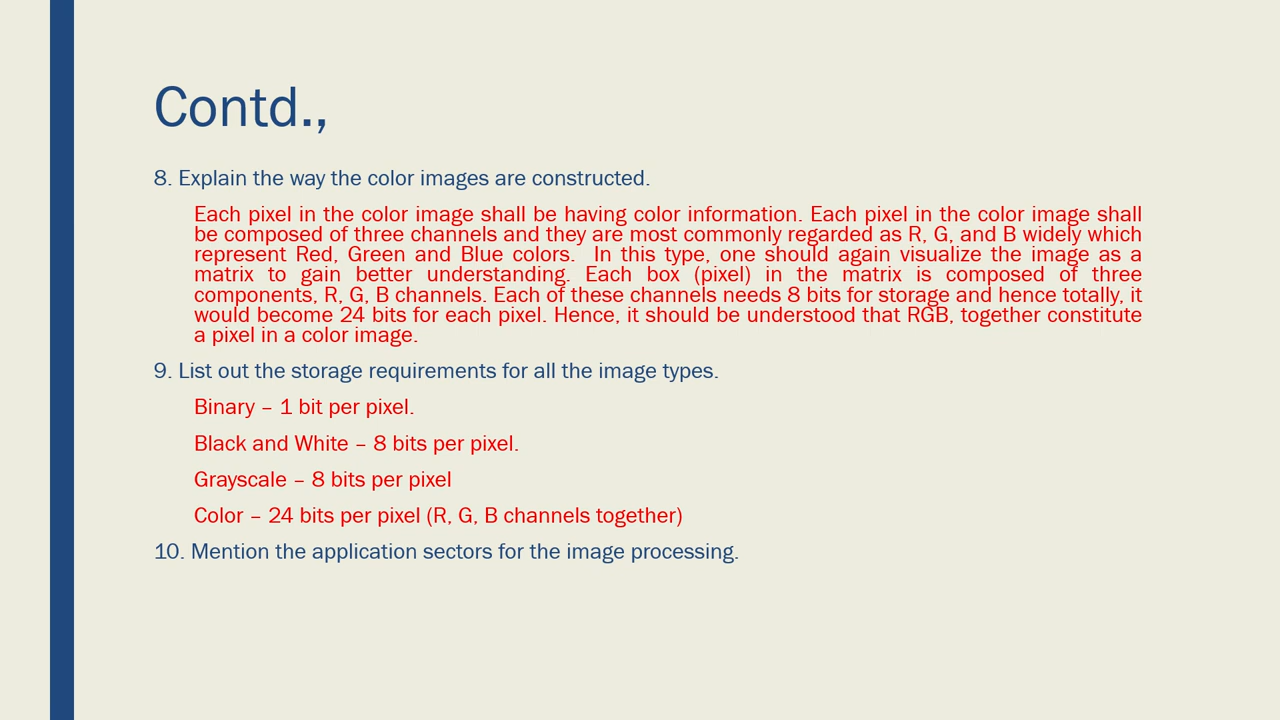 Contd.,
8. Explain the way the color images are constructed.
Each pixel in the color image shall be having color information. Each pixel in the color image shall
be composed of three channels and they are most commonly regarded as R, G, and B widely which
represent Red, Green and Blue colors.  In this type, one should again visualize the image as a
matrix to gain better understanding. Each box (pixel) in the matrix is composed of three
components, R, G, B channels. Each of these channels needs 8 bits for storage and hence totally, it
would become 24 bits for each pixel. Hence, it should be understood that RGB, together constitute
a pixel in a color image.
9. List out the storage requirements for all the image types.
Binary – 1 bit per pixel.
Black and White – 8 bits per pixel.
Grayscale – 8 bits per pixel
Color – 24 bits per pixel (R, G, B channels together)
10. Mention the application sectors for the image processing.